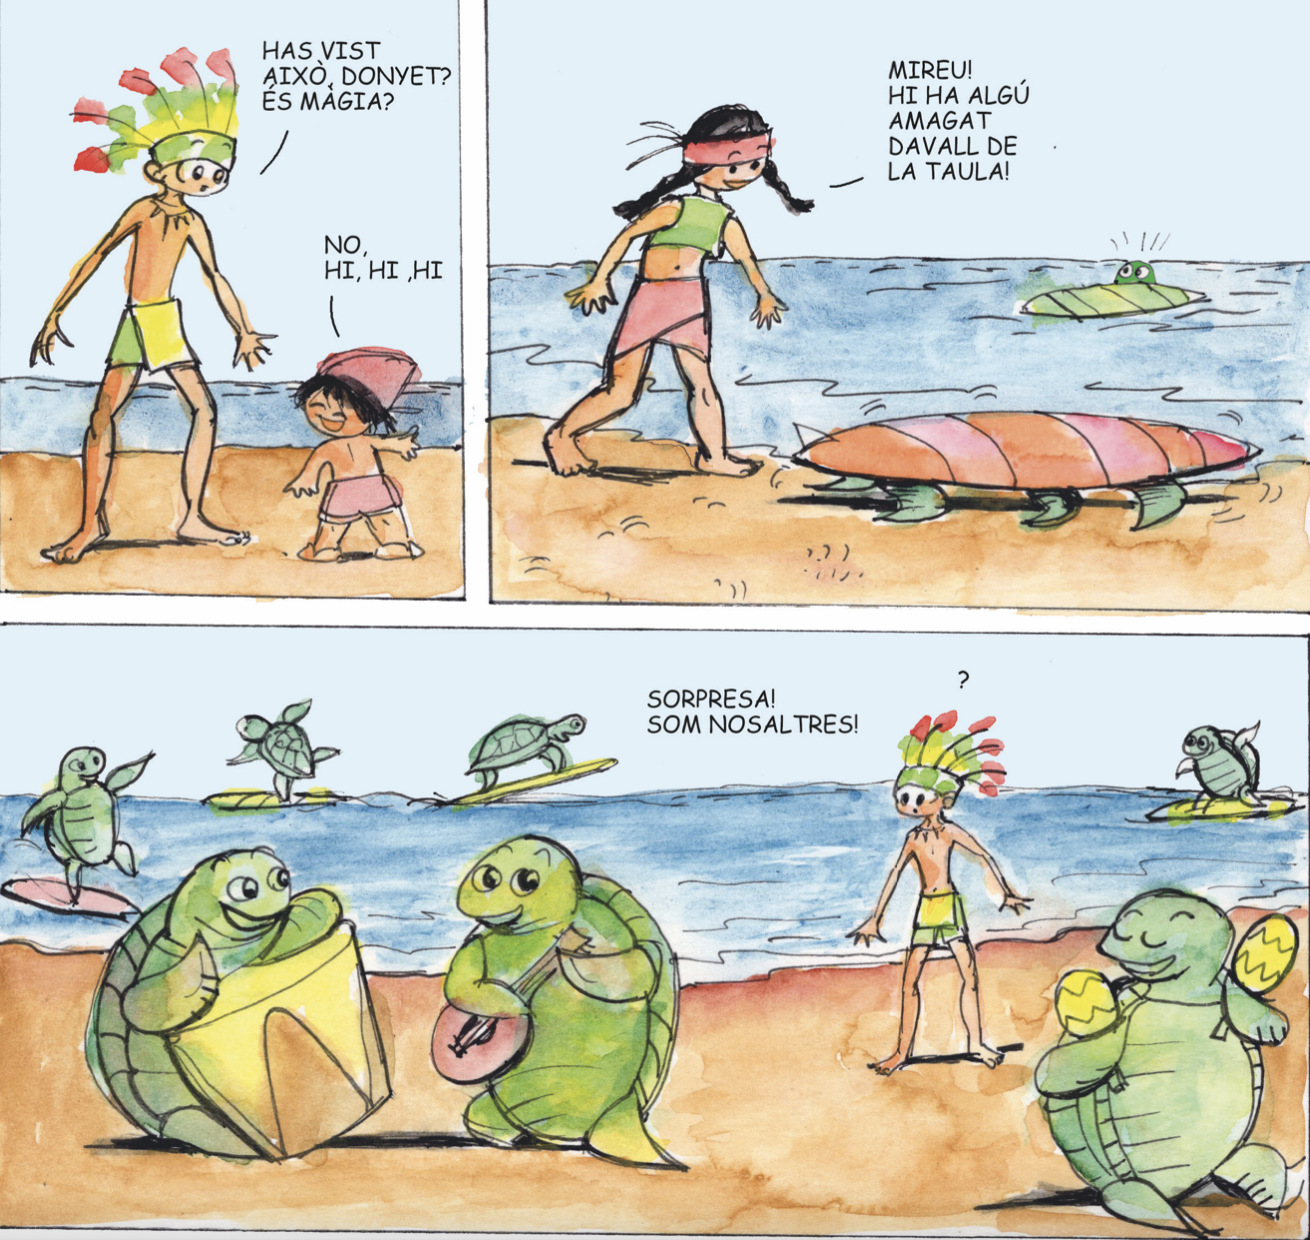 HAS VIST
AIXÒ, DONYET?
ÉS MÀGIA?
NO,
HI, HI ,HI
MIREU!
HI HA ALGÚ
AMAGAT
DAVALL DE
LA TAULA!
SORPRESA!
SOM NOSALTRES!
?